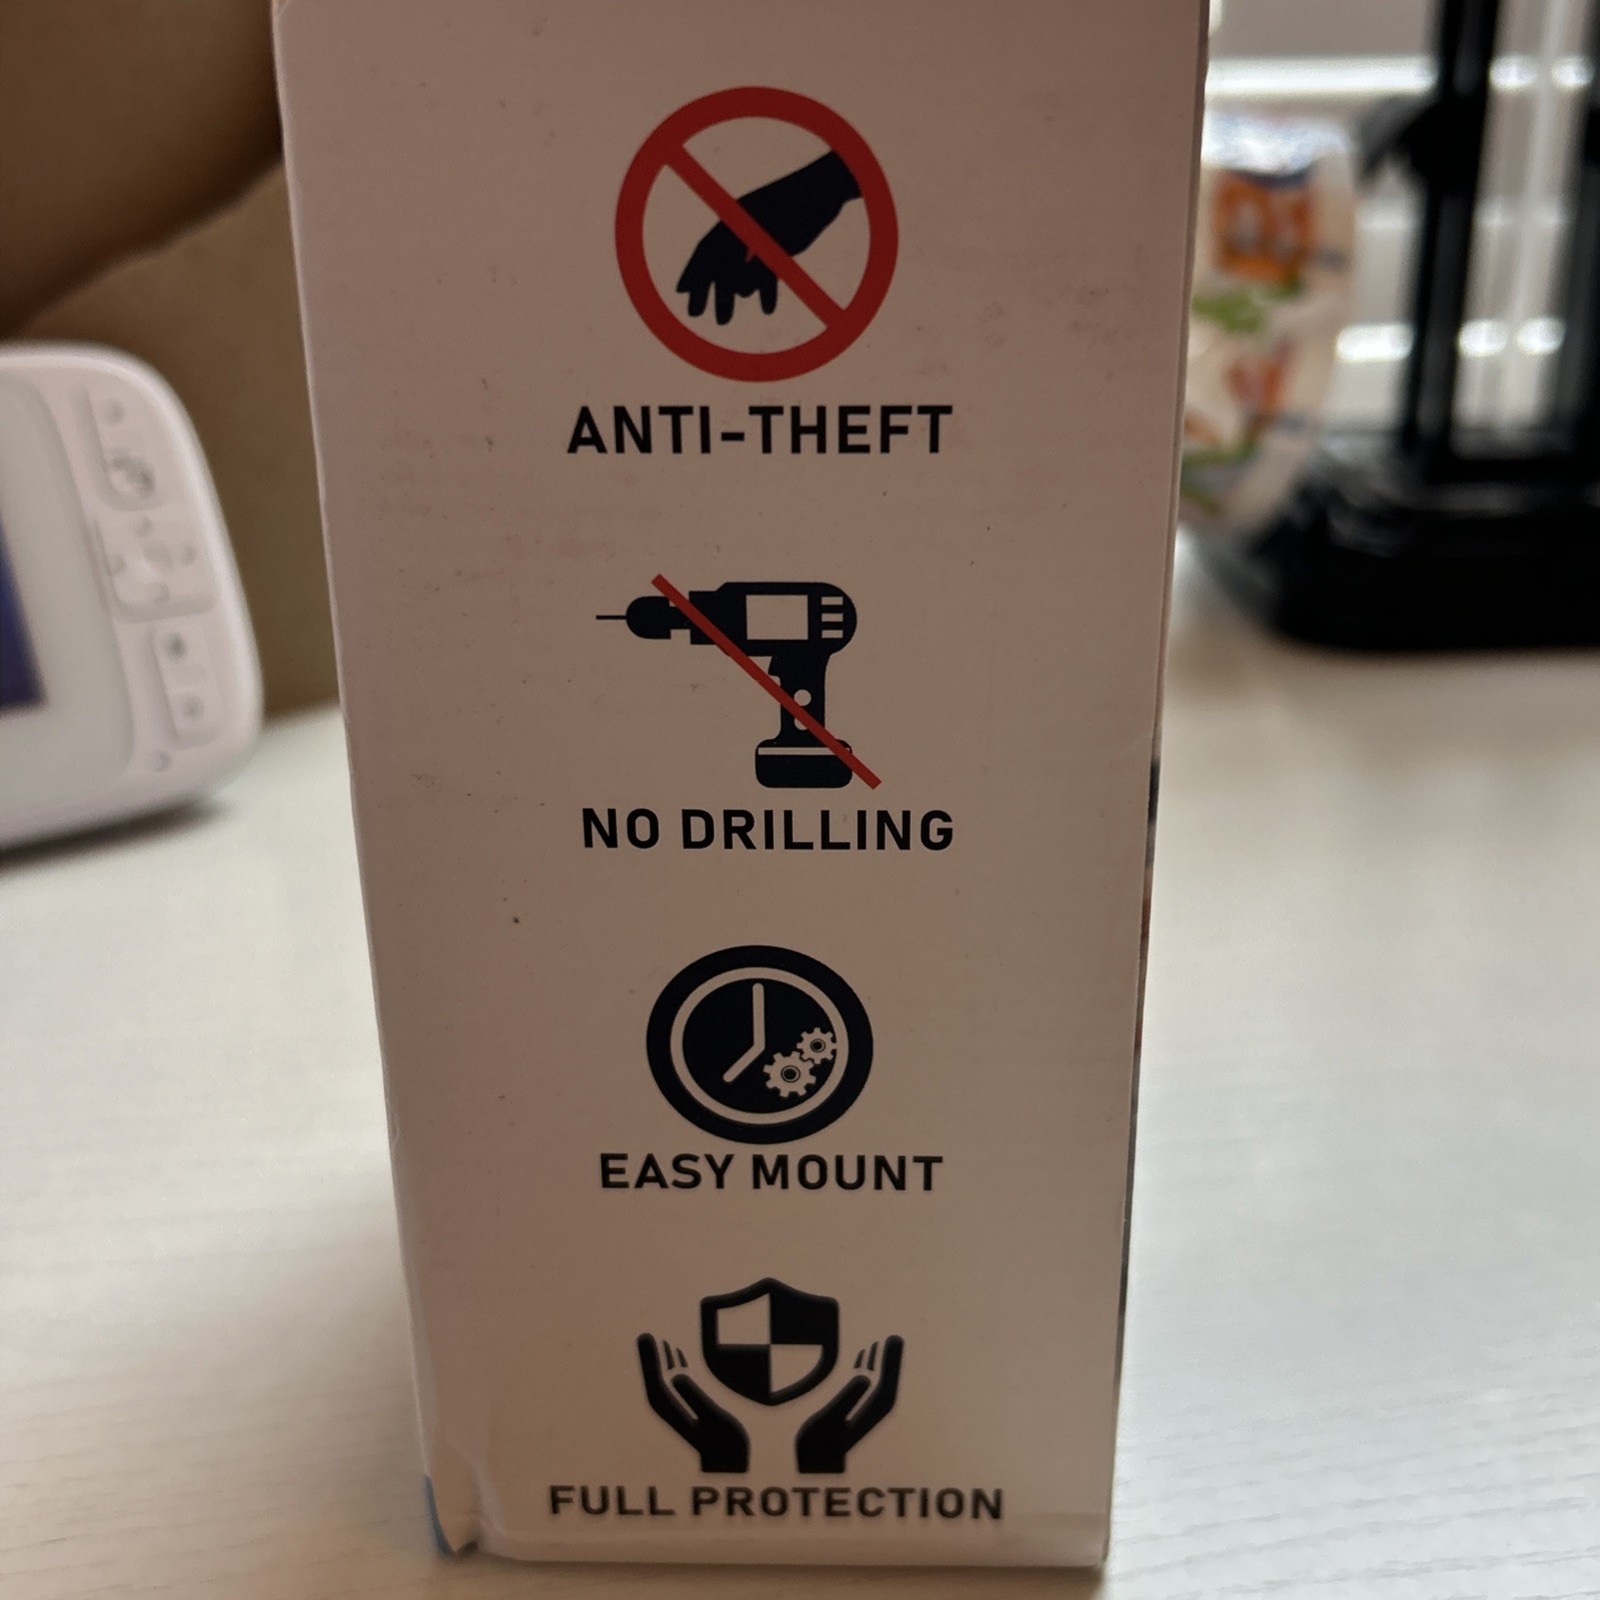 ANTI-THEFT
NO DRILLING
EASY MOUNT
FULL PROTECTION